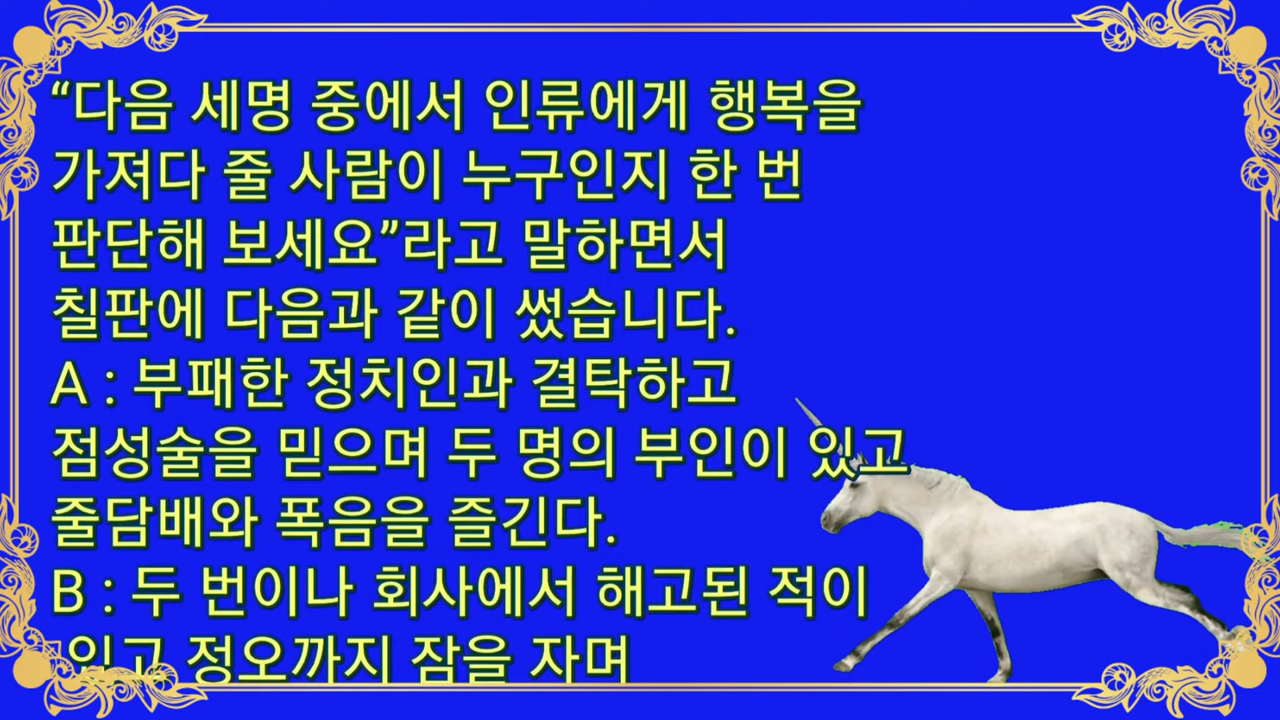 “다음 세명 중에서 인류에게 행복을
가져다 줄 사람이 누구인지 한 번
판단해 보세요”라고 말하면서
칠판에 다음과 같이 썼습니다.
A : 부패한 정치인과 결탁하고
점성술을 믿으며 두 명의 부인이 있고
줄담배와 폭음을 즐긴다.
B : 두 번이나 회사에서 해고된 적이
있고 정오까지 잠을 자며